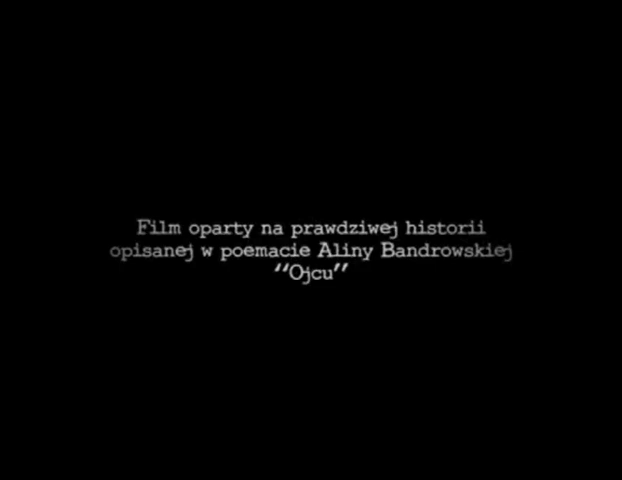 Film oparty na prawdziwej historii
opisanej w poemacie Aliny Bandrowskiej
“Ojcu”